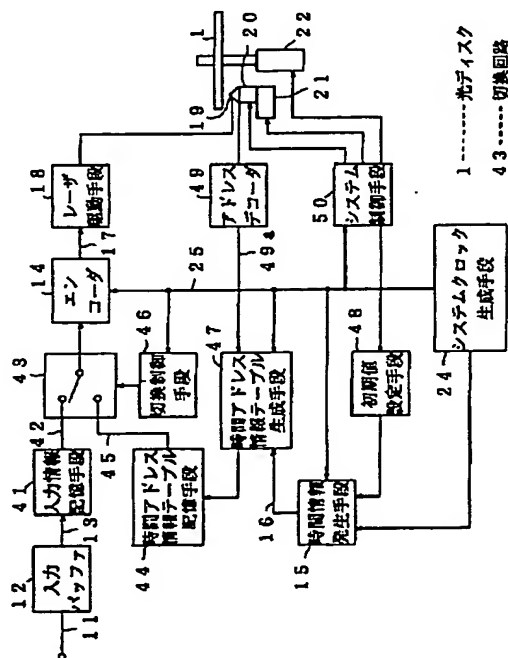 11
12
入力
バッファ
13
41
入力情報
記憶手段
42
43
45
44
時間アドレス
情報テーブル
記憶手段
14
エン
コーダ
17
18
レーザ
駆動手段
46
切換制御
手段
25
47
時間アドレス
情報テーブル
生成手段
49
アドレス
デコーダ
49a
16
15
時間情報
発生手段
48
初期値
設定手段
50
システム
制御手段
24
システムクロック
生成手段
19
20
1
22
21
1 ------- 光ディスク
43 ----- 切換回路